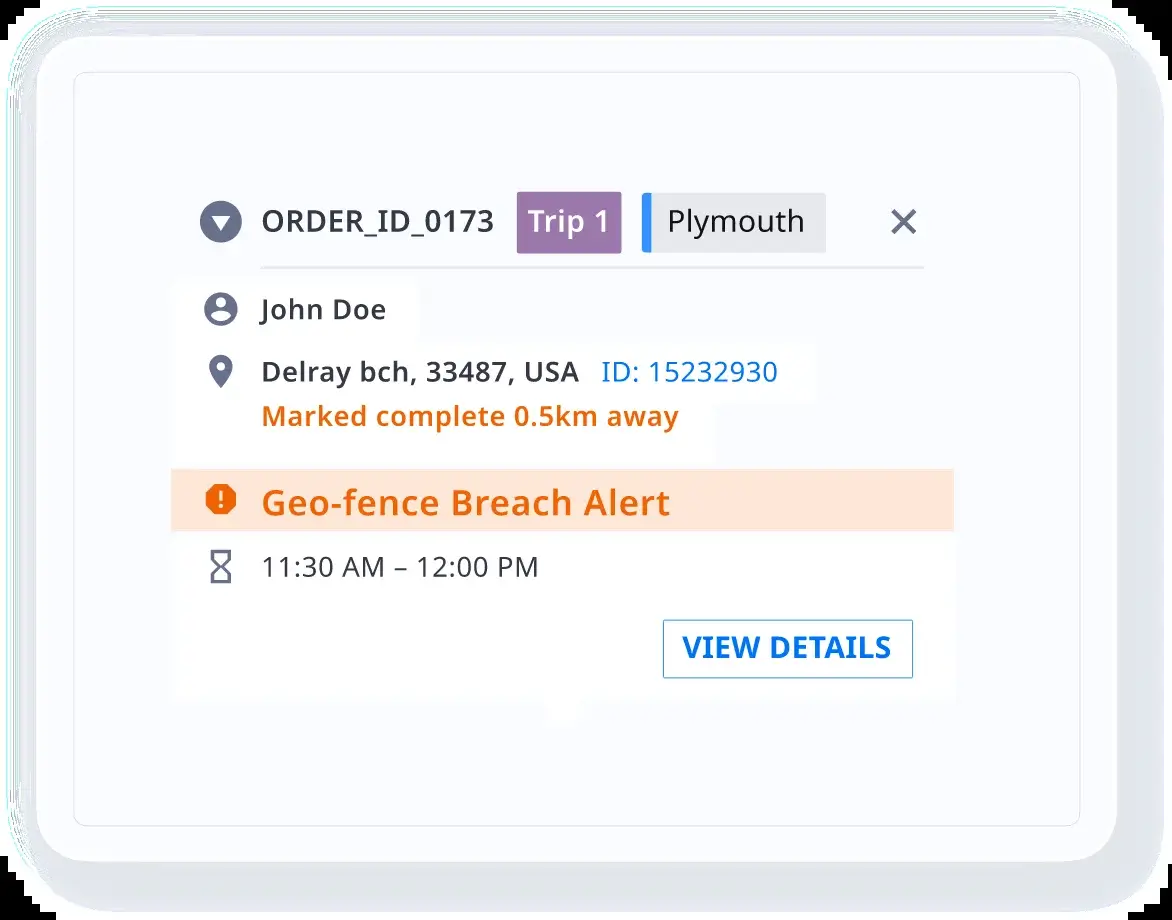 ORDER_ID_0173 Trip 1 Plymouth
John Doe
Delray bch, 33487, USA ID: 15232930
Marked complete 0.5km away
Geo-fence Breach Alert
11:30 AM – 12:00 PM
VIEW DETAILS